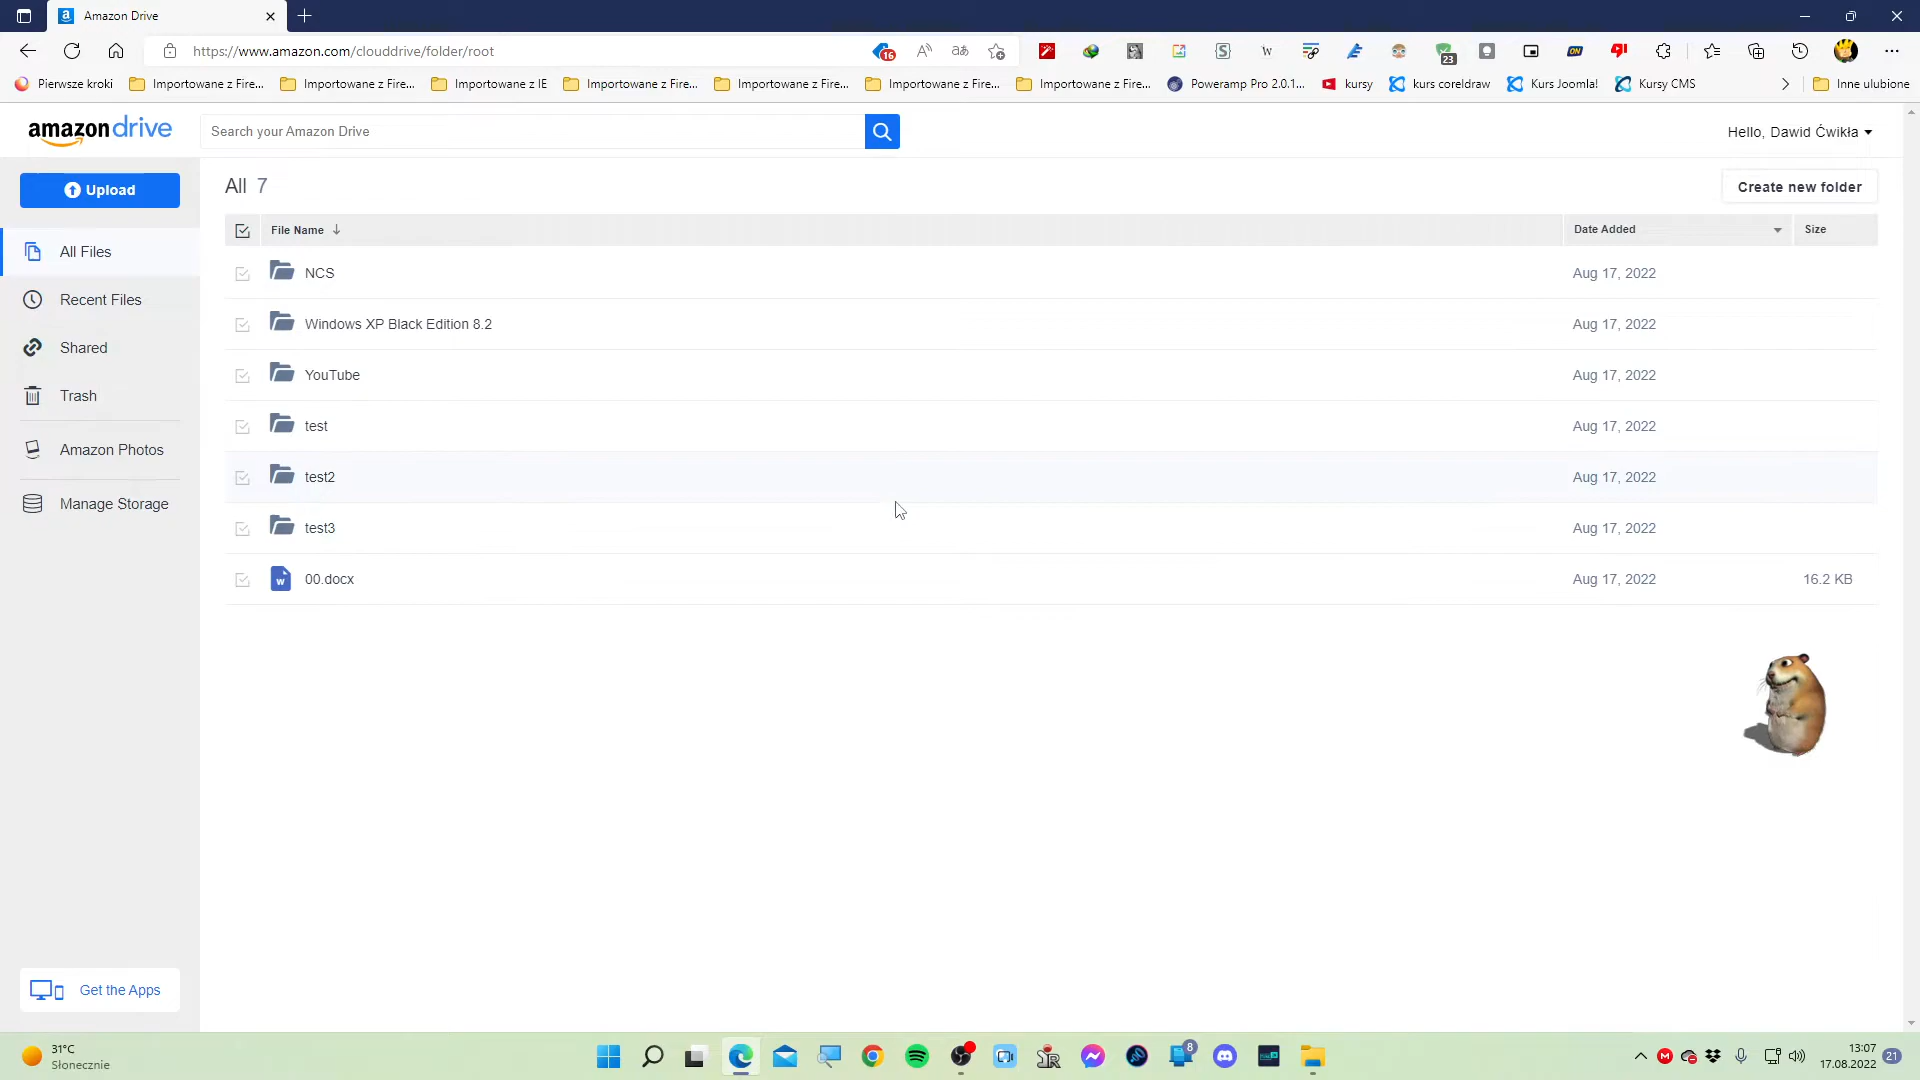 Amazon Drive
https://www.amazon.com/clouddrive/folder/root
16
23
Pierwsze kroki
Importowane z Fire...
Importowane z Fire...
Importowane z IE
Importowane z Fire...
Importowane z Fire...
Importowane z Fire...
Importowane z Fire...
Poweramp Pro 2.0.1...
kursy
kurs coreldraw
Kurs Joomla!
Kursy CMS
Inne ulubione
amazon drive
Search your Amazon Drive
Hello, Dawid Ćwikła
Upload
All 7
Create new folder
File Name
Date Added
Size
All Files
Recent Files
Shared
Trash
Amazon Photos
Manage Storage
NCS
Aug 17, 2022
Windows XP Black Edition 8.2
Aug 17, 2022
YouTube
Aug 17, 2022
test
Aug 17, 2022
test2
Aug 17, 2022
test3
Aug 17, 2022
00.docx
Aug 17, 2022
16.2 KB
Get the Apps
31°C
Słonecznie
8
13:07
17.08.2022
21